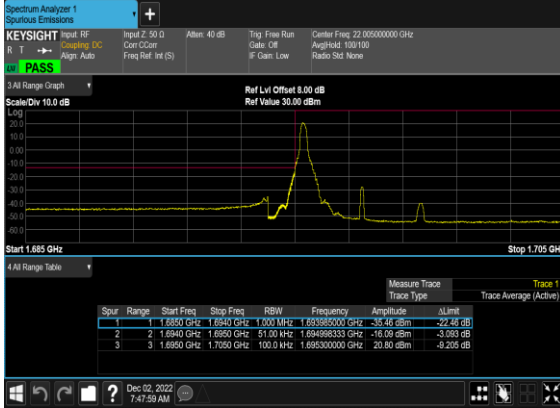 Spectrum Analyzer 1
Spurious Emissions
+
KEYSIGHT Input: RF Input Z: 50 Ω Atten: 40 dB Trig: Free Run Center Freq: 22.005000000 GHz
R T Coupling: DC Corr CCorr Gate: Off Avg|Hold: 100/100
Align: Auto Freq Ref: Int (S) IF Gain: Low Radio Std: None
LXI PASS
3 All Range Graph
Ref Lvl Offset 8.00 dB
Scale/Div 10.0 dB Ref Value 30.00 dBm
Log
20.0
10.0
0.00
-10.0
-20.0
-30.0
-40.0
-50.0
-60.0
Start 1.685 GHz Stop 1.705 GH
4 All Range Table
Measure Trace Trace 1
Trace Type Trace Average (Active)
Spur Range Start Freq Stop Freq RBW Frequency Amplitude ΔLimit
1 1 1.6850 GHz 1.6940 GHz 1.000 MHz 1.693985000 GHz -35.46 dBm -22.46 dB
2 2 1.6940 GHz 1.6950 GHz 51.00 kHz 1.694998333 GHz -16.09 dBm -3.093 dB
3 3 1.6950 GHz 1.7050 GHz 100.0 kHz 1.695300000 GHz 20.80 dBm -9.205 dB
? Dec 02, 2022
7:47:59 AM